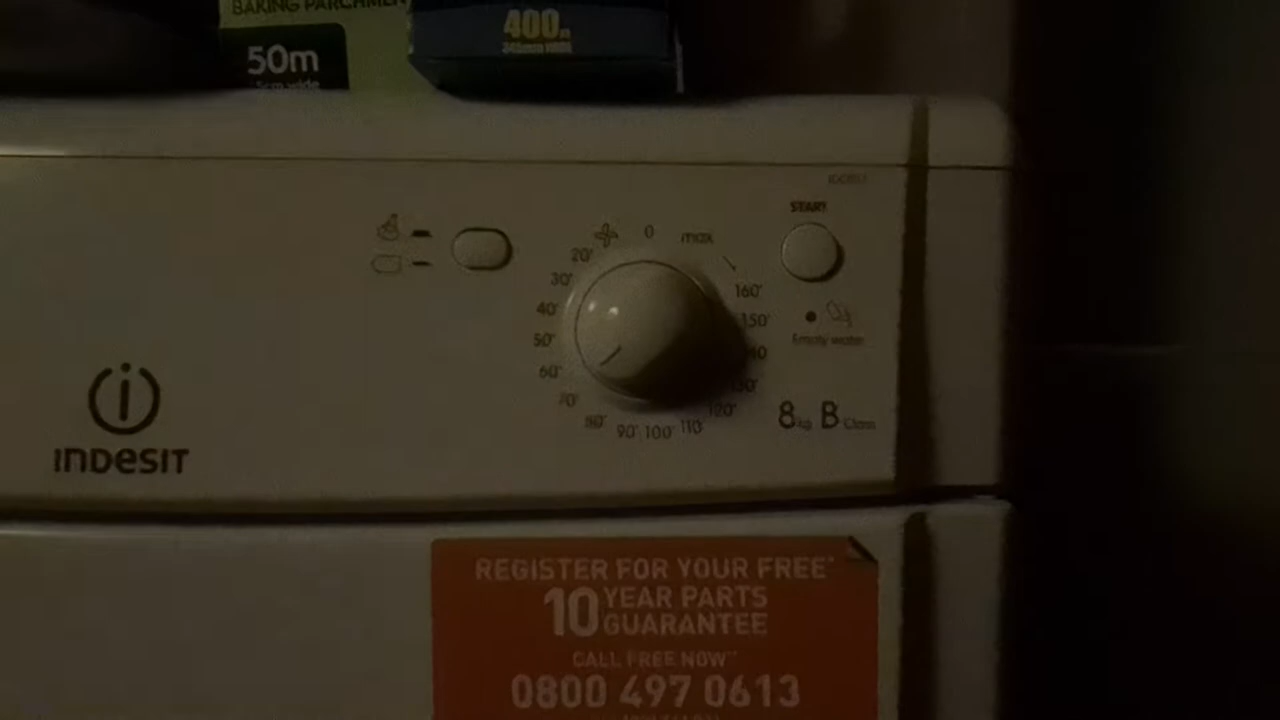 BAKING PARCHMENT
50m
400m
START
0
max
20'
30'
40'
50'
60'
70'
80'
90'
100'
110'
120'
130'
140
150'
160'
Empty water
8kg B Class
indesit
REGISTER FOR YOUR FREE*
10 YEAR PARTS
GUARANTEE
CALL FREE NOW**
0800 497 0613